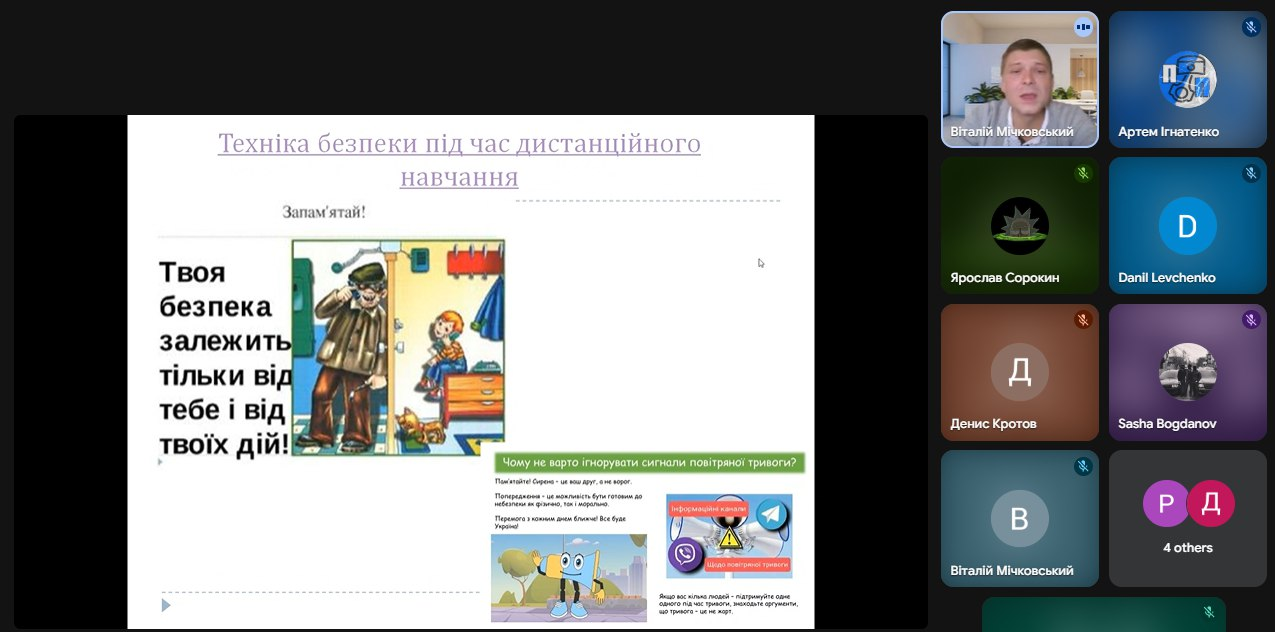 Техніка безпеки під час дистанційного
навчання
Запам'ятай!
Твоя
безпека
залежить
тільки від
тебе і від
твоїх дій!
Чому не варто ігнорувати сигнали повітряної тривоги?
Пам'ятайте! Сирена – це ваш друг, а не ворог.
Попередження – це можливість бути готовим до
небезпеки як фізично, так і морально.
Перемога з кожним днем ближче! Все буде
Україна!
Інформаційні канали
Щодо повітряної тривоги
Якщо вас кілька людей – підтримуйте одне
одного під час тривоги, знаходьте аргументи,
що тривога – це не жарт.
Віталій Мічковський
Артем Ігнатенко
Ярослав Сорокин
D
Danil Levchenko
Д
Денис Кротов
Sasha Bogdanov
В
Віталій Мічковський
Р Д
4 others